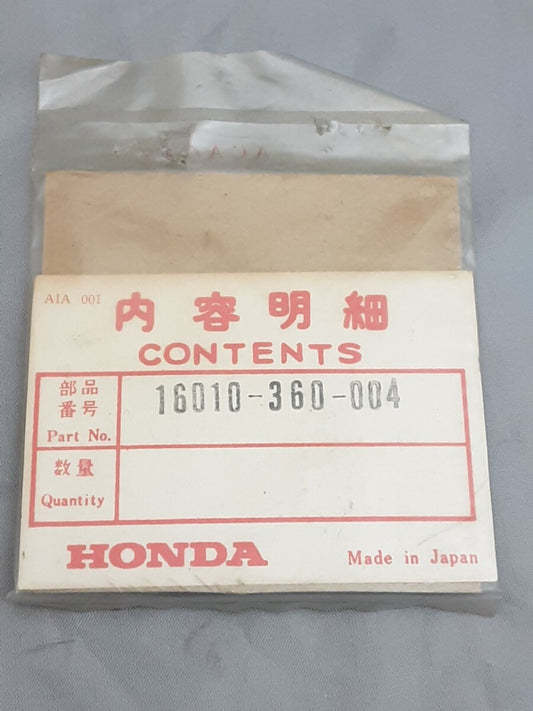 AIA 001
内容明細
CONTENTS
部品
番号
Part No.
16010-360-004
数量
Quantity
HONDA
Made in Japan